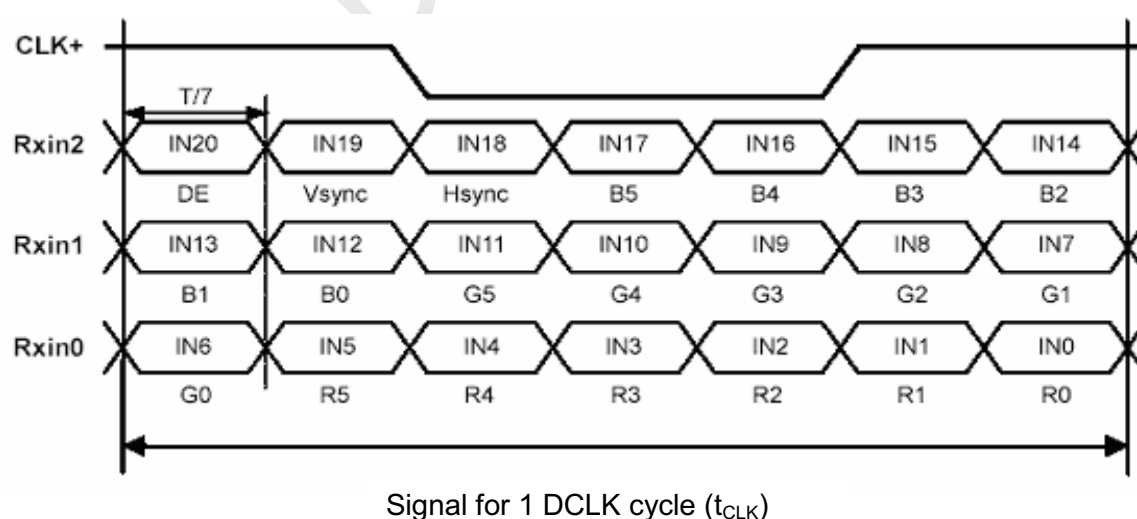 CLK+
T/7
Rxin2 IN20 IN19 IN18 IN17 IN16 IN15 IN14
DE Vsync Hsync B5 B4 B3 B2
Rxin1 IN13 IN12 IN11 IN10 IN9 IN8 IN7
B1 B0 G5 G4 G3 G2 G1
Rxin0 IN6 IN5 IN4 IN3 IN2 IN1 IN0
G0 R5 R4 R3 R2 R1 R0
Signal for 1 DCLK cycle (tCLK)